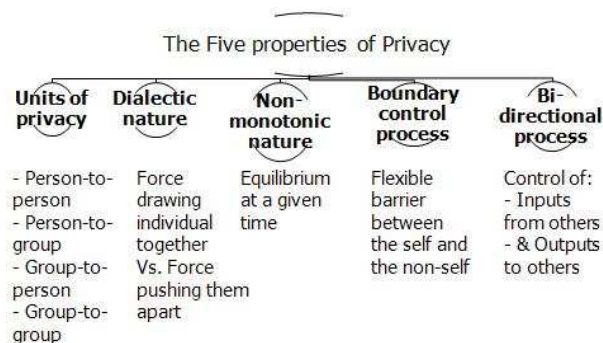 The Five properties of Privacy
Units of
privacy
- Person-to-
person
- Person-to-
group
- Group-to-
person
- Group-to-
group
Dialectic
nature
Force
drawing
individual
together
Vs. Force
pushing them
apart
Non-
monotonic
nature
Equilibrium
at a given
time
Boundary
control
process
Flexible
barrier
between
the self and
the non-self
Bi-
directional
process
Control of:
- Inputs
from others
- & Outputs
to others